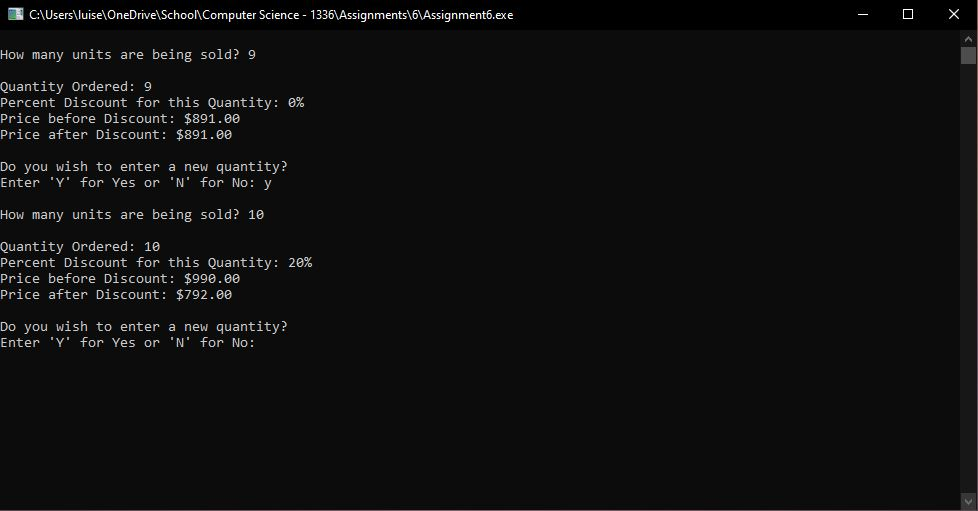 C:\Users\luise\OneDrive\School\Computer Science - 1336\Assignments\6\Assignment6.exe
How many units are being sold? 9
Quantity Ordered: 9
Percent Discount for this Quantity: 0%
Price before Discount: $891.00
Price after Discount: $891.00
Do you wish to enter a new quantity?
Enter 'Y' for Yes or 'N' for No: y
How many units are being sold? 10
Quantity Ordered: 10
Percent Discount for this Quantity: 20%
Price before Discount: $990.00
Price after Discount: $792.00
Do you wish to enter a new quantity?
Enter 'Y' for Yes or 'N' for No: